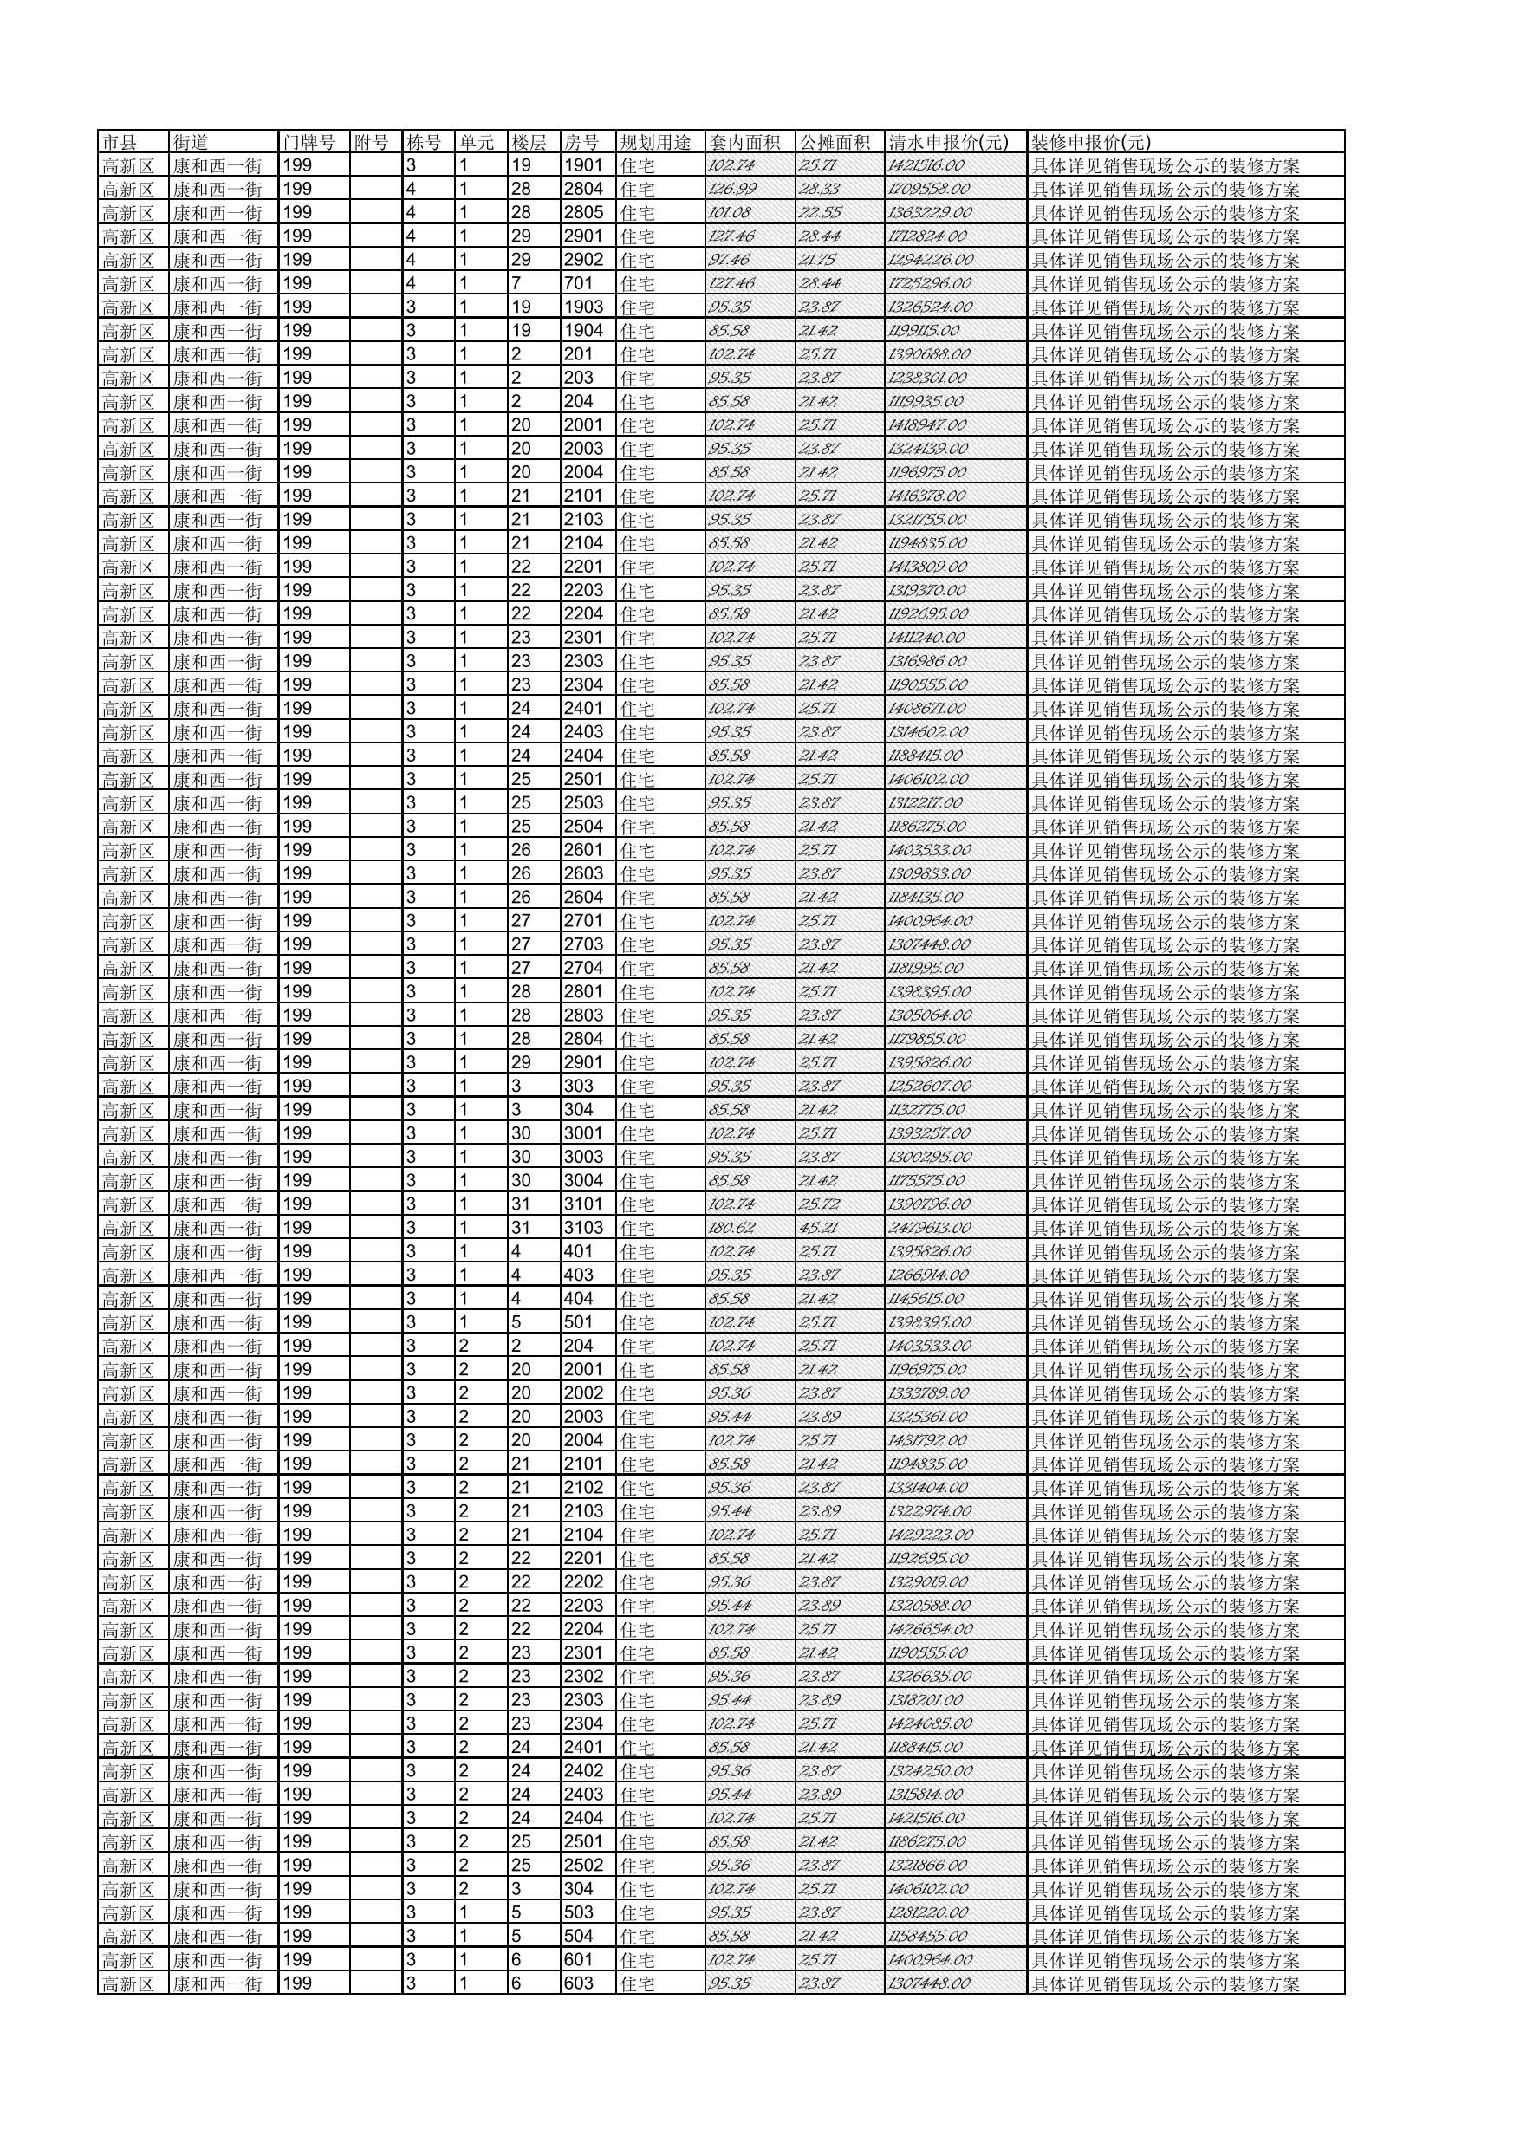 市县 街道 门牌号 附号 栋号 单元 楼层 房号 规划用途 套内面积 公摊面积 清水申报价(元) 装修申报价(元)
高新区 康和西一街 199 3 1 19 1901 住宅 102.74 25.71 1421516.00 具体详见销售现场公示的装修方案
高新区 康和西一街 199 4 1 28 2804 住宅 126.99 28.33 1709558.00 具体详见销售现场公示的装修方案
高新区 康和西一街 199 4 1 28 2805 住宅 101.08 22.55 1363229.00 具体详见销售现场公示的装修方案
高新区 康和西一街 199 4 1 29 2901 住宅 127.46 28.44 1712824.00 具体详见销售现场公示的装修方案
高新区 康和西一街 199 4 1 29 2902 住宅 97.46 21.75 1294226.00 具体详见销售现场公示的装修方案
高新区 康和西一街 199 4 1 7 701 住宅 127.46 28.44 1725296.00 具体详见销售现场公示的装修方案
高新区 康和西一街 199 3 1 19 1903 住宅 95.35 23.87 1326524.00 具体详见销售现场公示的装修方案
高新区 康和西一街 199 3 1 19 1904 住宅 85.58 21.42 1199115.00 具体详见销售现场公示的装修方案
高新区 康和西一街 199 3 1 2 201 住宅 102.74 25.71 1390688.00 具体详见销售现场公示的装修方案
高新区 康和西一街 199 3 1 2 203 住宅 95.35 23.87 1238301.00 具体详见销售现场公示的装修方案
高新区 康和西一街 199 3 1 2 204 住宅 85.58 21.42 1119935.00 具体详见销售现场公示的装修方案
高新区 康和西一街 199 3 1 20 2001 住宅 102.74 25.71 1418947.00 具体详见销售现场公示的装修方案
高新区 康和西一街 199 3 1 20 2003 住宅 95.35 23.87 1324139.00 具体详见销售现场公示的装修方案
高新区 康和西一街 199 3 1 20 2004 住宅 85.58 21.42 1196975.00 具体详见销售现场公示的装修方案
高新区 康和西一街 199 3 1 21 2101 住宅 102.74 25.71 1416378.00 具体详见销售现场公示的装修方案
高新区 康和西一街 199 3 1 21 2103 住宅 95.35 23.87 1321755.00 具体详见销售现场公示的装修方案
高新区 康和西一街 199 3 1 21 2104 住宅 85.58 21.42 1194835.00 具体详见销售现场公示的装修方案
高新区 康和西一街 199 3 1 22 2201 住宅 102.74 25.71 1413809.00 具体详见销售现场公示的装修方案
高新区 康和西一街 199 3 1 22 2203 住宅 95.35 23.87 1319370.00 具体详见销售现场公示的装修方案
高新区 康和西一街 199 3 1 22 2204 住宅 85.58 21.42 1192695.00 具体详见销售现场公示的装修方案
高新区 康和西一街 199 3 1 23 2301 住宅 102.74 25.71 1411240.00 具体详见销售现场公示的装修方案
高新区 康和西一街 199 3 1 23 2303 住宅 95.35 23.87 1316986.00 具体详见销售现场公示的装修方案
高新区 康和西一街 199 3 1 23 2304 住宅 85.58 21.42 1190555.00 具体详见销售现场公示的装修方案
高新区 康和西一街 199 3 1 24 2401 住宅 102.74 25.71 1408671.00 具体详见销售现场公示的装修方案
高新区 康和西一街 199 3 1 24 2403 住宅 95.35 23.87 1314602.00 具体详见销售现场公示的装修方案
高新区 康和西一街 199 3 1 24 2404 住宅 85.58 21.42 1188415.00 具体详见销售现场公示的装修方案
高新区 康和西一街 199 3 1 25 2501 住宅 102.74 25.71 1406102.00 具体详见销售现场公示的装修方案
高新区 康和西一街 199 3 1 25 2503 住宅 95.35 23.87 1312217.00 具体详见销售现场公示的装修方案
高新区 康和西一街 199 3 1 25 2504 住宅 85.58 21.42 1186275.00 具体详见销售现场公示的装修方案
高新区 康和西一街 199 3 1 26 2601 住宅 102.74 25.71 1403533.00 具体详见销售现场公示的装修方案
高新区 康和西一街 199 3 1 26 2603 住宅 95.35 23.87 1309833.00 具体详见销售现场公示的装修方案
高新区 康和西一街 199 3 1 26 2604 住宅 85.58 21.42 1184135.00 具体详见销售现场公示的装修方案
高新区 康和西一街 199 3 1 27 2701 住宅 102.74 25.71 1400964.00 具体详见销售现场公示的装修方案
高新区 康和西一街 199 3 1 27 2703 住宅 95.35 23.87 1307448.00 具体详见销售现场公示的装修方案
高新区 康和西一街 199 3 1 27 2704 住宅 85.58 21.42 1181995.00 具体详见销售现场公示的装修方案
高新区 康和西一街 199 3 1 28 2801 住宅 102.74 25.71 1398395.00 具体详见销售现场公示的装修方案
高新区 康和西一街 199 3 1 28 2803 住宅 95.35 23.87 1305064.00 具体详见销售现场公示的装修方案
高新区 康和西一街 199 3 1 28 2804 住宅 85.58 21.42 1179855.00 具体详见销售现场公示的装修方案
高新区 康和西一街 199 3 1 29 2901 住宅 102.74 25.71 1395826.00 具体详见销售现场公示的装修方案
高新区 康和西一街 199 3 1 3 303 住宅 95.35 23.87 1252607.00 具体详见销售现场公示的装修方案
高新区 康和西一街 199 3 1 3 304 住宅 85.58 21.42 1132775.00 具体详见销售现场公示的装修方案
高新区 康和西一街 199 3 1 30 3001 住宅 102.74 25.71 1393257.00 具体详见销售现场公示的装修方案
高新区 康和西一街 199 3 1 30 3003 住宅 95.35 23.87 1300295.00 具体详见销售现场公示的装修方案
高新区 康和西一街 199 3 1 30 3004 住宅 85.58 21.42 1175575.00 具体详见销售现场公示的装修方案
高新区 康和西一街 199 3 1 31 3101 住宅 102.74 25.72 1390796.00 具体详见销售现场公示的装修方案
高新区 康和西一街 199 3 1 31 3103 住宅 180.62 45.21 2479613.00 具体详见销售现场公示的装修方案
高新区 康和西一街 199 3 1 4 401 住宅 102.74 25.71 1395826.00 具体详见销售现场公示的装修方案
高新区 康和西一街 199 3 1 4 403 住宅 95.35 23.87 1266914.00 具体详见销售现场公示的装修方案
高新区 康和西一街 199 3 1 4 404 住宅 85.58 21.42 1145615.00 具体详见销售现场公示的装修方案
高新区 康和西一街 199 3 1 5 501 住宅 102.74 25.71 1398395.00 具体详见销售现场公示的装修方案
高新区 康和西一街 199 3 2 2 204 住宅 102.74 25.71 1403533.00 具体详见销售现场公示的装修方案
高新区 康和西一街 199 3 2 20 2001 住宅 85.58 21.42 1196975.00 具体详见销售现场公示的装修方案
高新区 康和西一街 199 3 2 20 2002 住宅 95.36 23.87 1333789.00 具体详见销售现场公示的装修方案
高新区 康和西一街 199 3 2 20 2003 住宅 95.44 23.89 1325361.00 具体详见销售现场公示的装修方案
高新区 康和西一街 199 3 2 20 2004 住宅 102.74 25.71 1431792.00 具体详见销售现场公示的装修方案
高新区 康和西一街 199 3 2 21 2101 住宅 85.58 21.42 1194835.00 具体详见销售现场公示的装修方案
高新区 康和西一街 199 3 2 21 2102 住宅 95.36 23.87 1331404.00 具体详见销售现场公示的装修方案
高新区 康和西一街 199 3 2 21 2103 住宅 95.44 23.89 1322974.00 具体详见销售现场公示的装修方案
高新区 康和西一街 199 3 2 21 2104 住宅 102.74 25.71 1429223.00 具体详见销售现场公示的装修方案
高新区 康和西一街 199 3 2 22 2201 住宅 85.58 21.42 1192695.00 具体详见销售现场公示的装修方案
高新区 康和西一街 199 3 2 22 2202 住宅 95.36 23.87 1329019.00 具体详见销售现场公示的装修方案
高新区 康和西一街 199 3 2 22 2203 住宅 95.44 23.89 1320588.00 具体详见销售现场公示的装修方案
高新区 康和西一街 199 3 2 22 2204 住宅 102.74 25.71 1426654.00 具体详见销售现场公示的装修方案
高新区 康和西一街 199 3 2 23 2301 住宅 85.58 21.42 1190555.00 具体详见销售现场公示的装修方案
高新区 康和西一街 199 3 2 23 2302 住宅 95.36 23.87 1326635.00 具体详见销售现场公示的装修方案
高新区 康和西一街 199 3 2 23 2303 住宅 95.44 23.89 1318201.00 具体详见销售现场公示的装修方案
高新区 康和西一街 199 3 2 23 2304 住宅 102.74 25.71 1424085.00 具体详见销售现场公示的装修方案
高新区 康和西一街 199 3 2 24 2401 住宅 85.58 21.42 1188415.00 具体详见销售现场公示的装修方案
高新区 康和西一街 199 3 2 24 2402 住宅 95.36 23.87 1324250.00 具体详见销售现场公示的装修方案
高新区 康和西一街 199 3 2 24 2403 住宅 95.44 23.89 1315814.00 具体详见销售现场公示的装修方案
高新区 康和西一街 199 3 2 24 2404 住宅 102.74 25.71 1421516.00 具体详见销售现场公示的装修方案
高新区 康和西一街 199 3 2 25 2501 住宅 85.58 21.42 1186275.00 具体详见销售现场公示的装修方案
高新区 康和西一街 199 3 2 25 2502 住宅 95.36 23.87 1321866.00 具体详见销售现场公示的装修方案
高新区 康和西一街 199 3 2 3 304 住宅 102.74 25.71 1406102.00 具体详见销售现场公示的装修方案
高新区 康和西一街 199 3 1 5 503 住宅 95.35 23.87 1281220.00 具体详见销售现场公示的装修方案
高新区 康和西一街 199 3 1 5 504 住宅 85.58 21.42 1158455.00 具体详见销售现场公示的装修方案
高新区 康和西一街 199 3 1 6 601 住宅 102.74 25.71 1400964.00 具体详见销售现场公示的装修方案
高新区 康和西一街 199 3 1 6 603 住宅 95.35 23.87 1307448.00 具体详见销售现场公示的装修方案